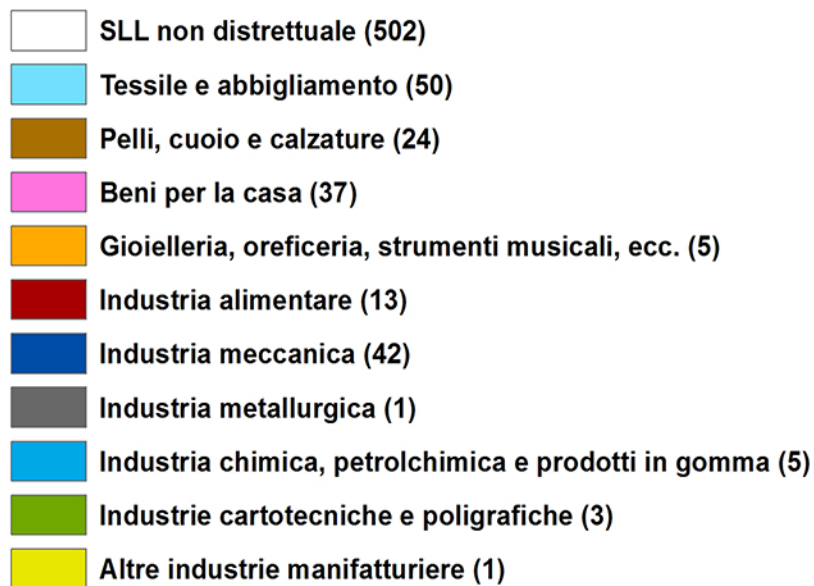 SLL non distrettuale (502)
Tessile e abbigliamento (50)
Pelli, cuoio e calzature (24)
Beni per la casa (37)
Gioielleria, oreficeria, strumenti musicali, ecc. (5)
Industria alimentare (13)
Industria meccanica (42)
Industria metallurgica (1)
Industria chimica, petrolchimica e prodotti in gomma (5)
Industrie cartotecniche e poligrafiche (3)
Altre industrie manifatturiere (1)